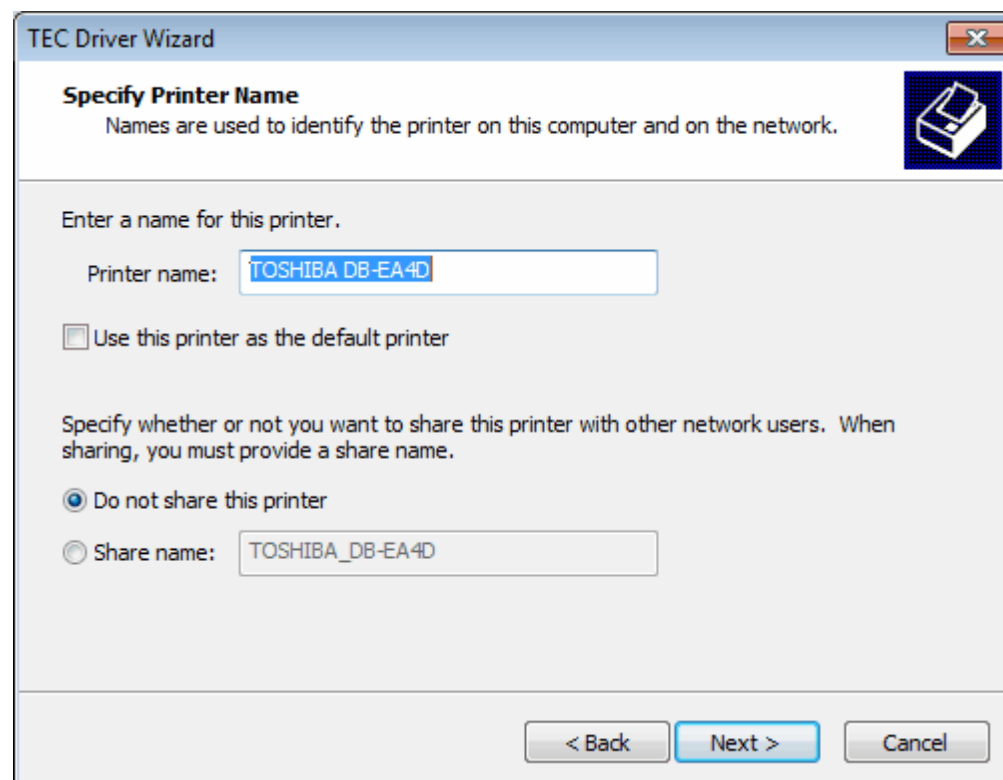 TEC Driver Wizard
Specify Printer Name
Names are used to identify the printer on this computer and on the network.
Enter a name for this printer.
Printer name: TOSHIBA DB-EA4D
Use this printer as the default printer
Specify whether or not you want to share this printer with other network users.  When
sharing, you must provide a share name.
Do not share this printer
Share name: TOSHIBA_DB-EA4D
< Back Next > Cancel